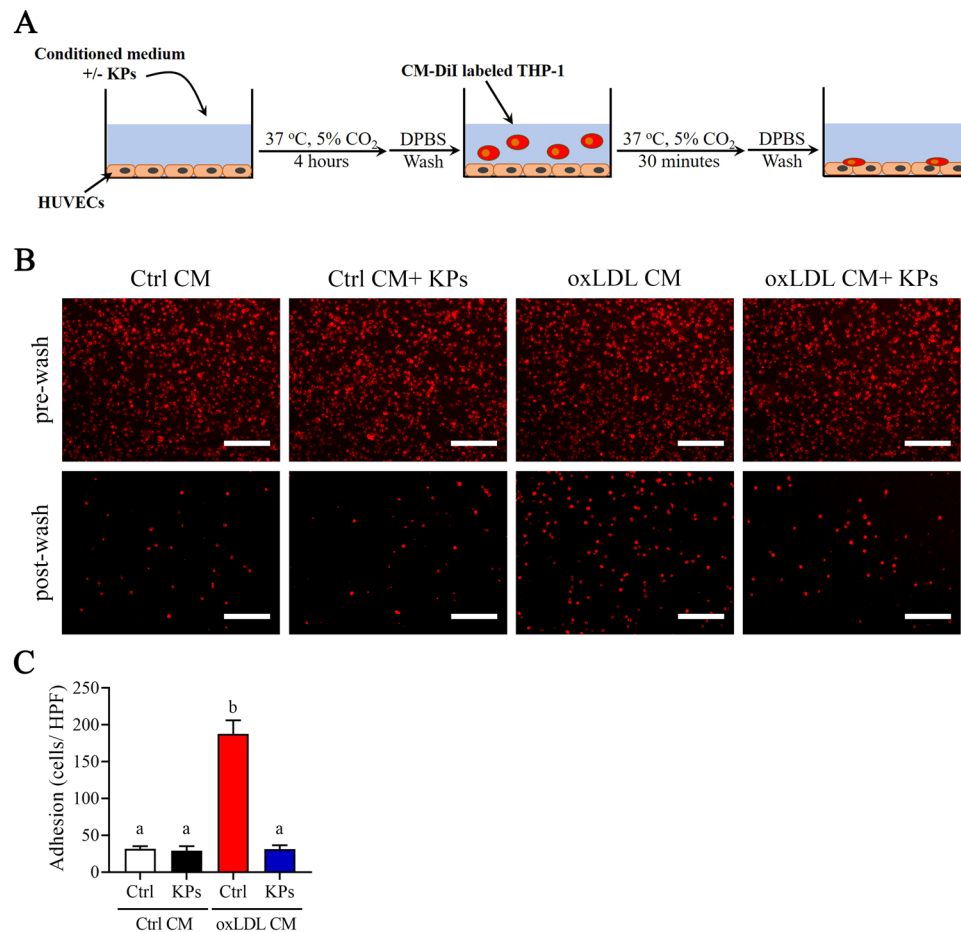 A
Conditioned medium
+/- KPs
CM-DiI labeled THP-1
37 °C, 5% CO₂
4 hours
DPBS
Wash
37 °C, 5% CO₂
30 minutes
DPBS
Wash
HUVECs
B
Ctrl CM
Ctrl CM+ KPs
oxLDL CM
oxLDL CM+ KPs
pre-wash
post-wash
C
Adhesion (cells/ HPF)
250
200
150
100
50
0
a
a
b
a
Ctrl
KPs
Ctrl
KPs
Ctrl CM
oxLDL CM